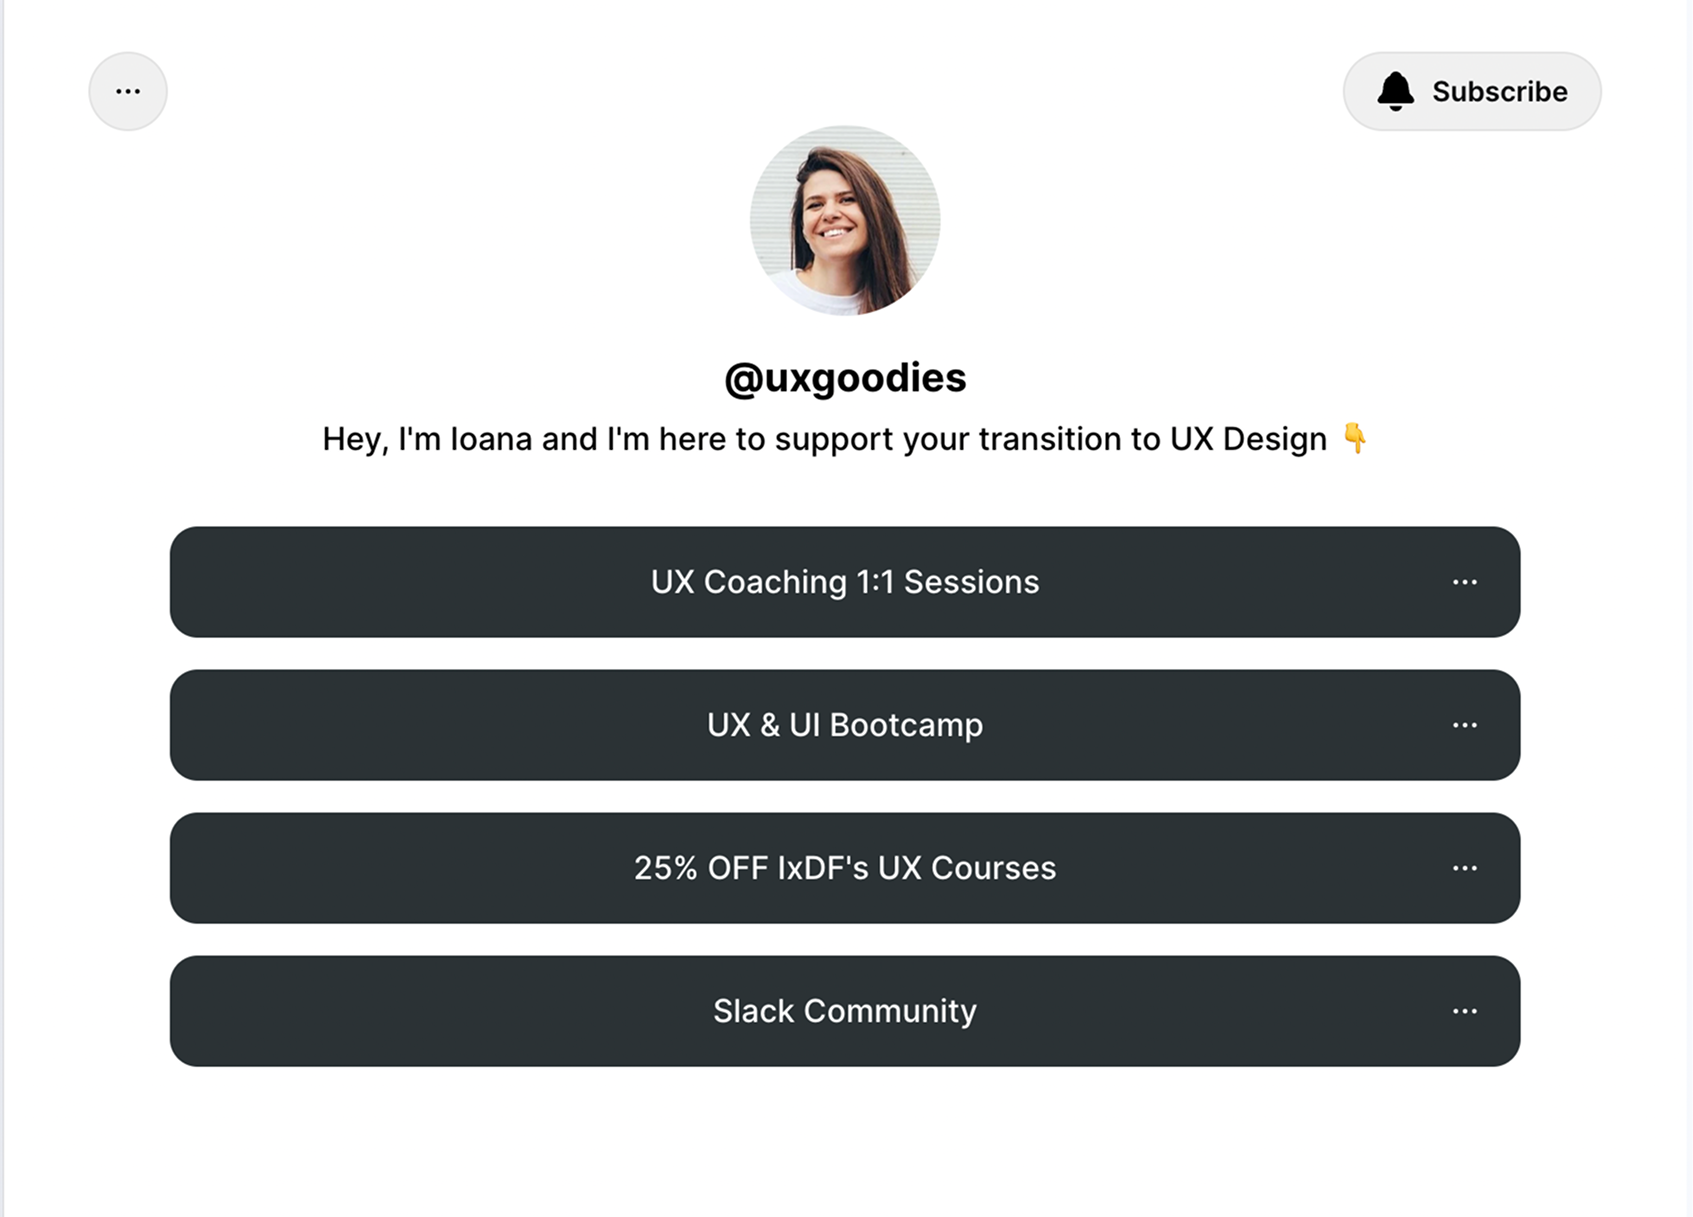 Subscribe
@uxgoodies
Hey, I'm Ioana and I'm here to support your transition to UX Design 👇
UX Coaching 1:1 Sessions
UX & UI Bootcamp
25% OFF IxDF's UX Courses
Slack Community